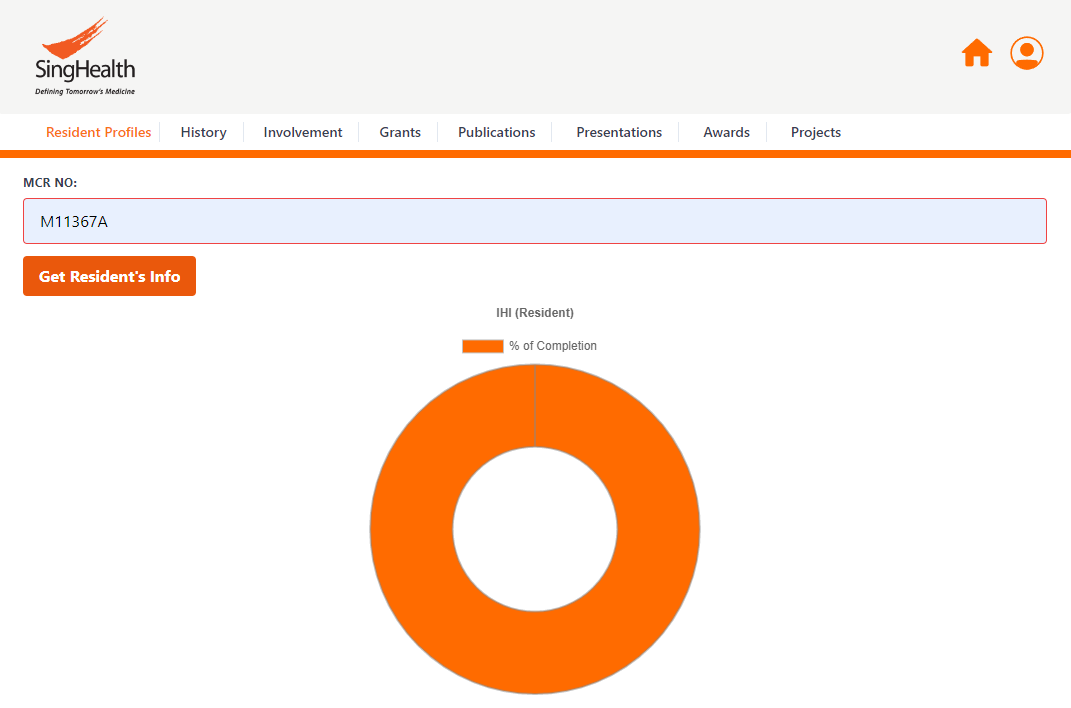 SingHealth
Defining Tomorrow's Medicine
Resident Profiles History Involvement Grants Publications Presentations Awards Projects
MCR NO:
M11367A
Get Resident's Info
IHI (Resident)
% of Completion